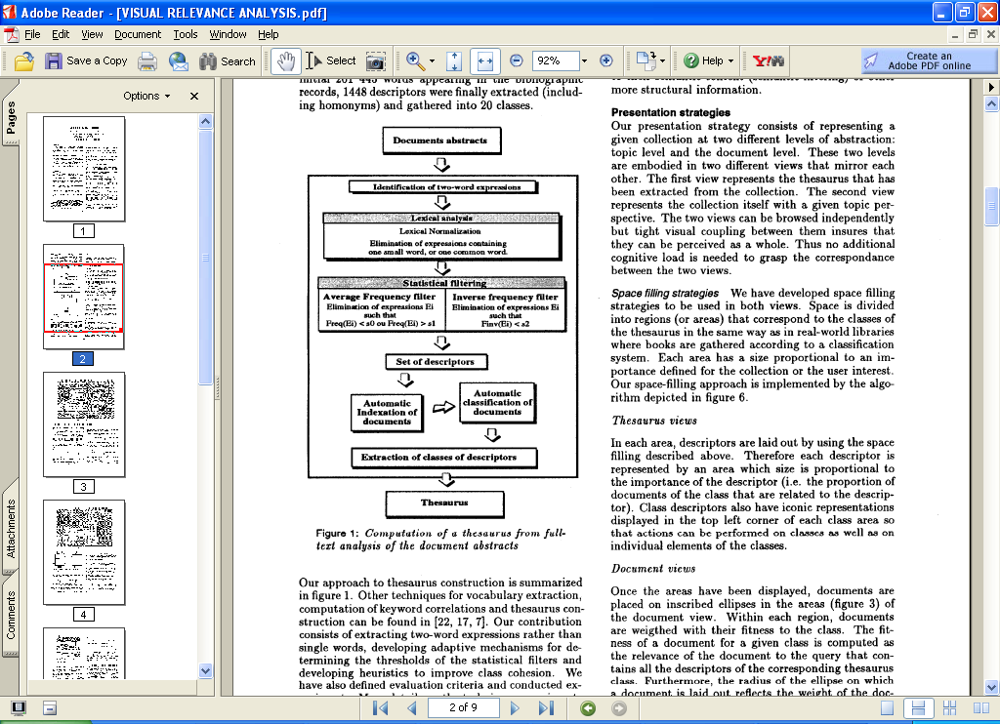 Adobe Reader - [VISUAL RELEVANCE ANALYSIS.pdf]
File Edit View Document Tools Window Help
Save a Copy Search Select 92% Help Y! Create an
Adobe PDF online
Options
Pages
1
2
3
4
Attachments
Comments
records, 1448 descriptors were finally extracted (includ-
ing homonyms) and gathered into 20 classes.
Documents abstracts
Identification of two-word expressions
Lexical analysis
Lexical Normalization
Elimination of expressions containing
one small word, or one common word.
Statistical filtering
Average Frequency filter
Elimination of expressions Ei
such that
Freq(Ei) < s0 ou Freq(Ei) > s1
Inverse frequency filter
Elimination of expressions Ei
such that
Finv(Ei) < s2
Set of descriptors
Automatic
Indexation of
documents
Automatic
classification of
documents
Extraction of classes of descriptors
Thesaurus
Figure 1: Computation of a thesaurus from full-
text analysis of the document abstracts
Our approach to thesaurus construction is summarized
in figure 1. Other techniques for vocabulary extraction,
computation of keyword correlations and thesaurus con-
struction can be found in [22, 17, 7]. Our contribution
consists of extracting two-word expressions rather than
single words, developing adaptive mechanisms for de-
termining the thresholds of the statistical filters and
developing heuristics to improve class cohesion. We
have also defined evaluation criteria and conducted ex-
more structural information.
Presentation strategies
Our presentation strategy consists of representing a
given collection at two different levels of abstraction:
topic level and the document level. These two levels
are embodied in two different views that mirror each
other. The first view represents the thesaurus that has
been extracted from the collection. The second view
represents the collection itself with a given topic per-
spective. The two views can be browsed independently
but tight visual coupling between them insures that
they can be perceived as a whole. Thus no additional
cognitive load is needed to grasp the correspondance
between the two views.
Space filling strategies We have developed space filling
strategies to be used in both views. Space is divided
into regions (or areas) that correspond to the classes of
the thesaurus in the same way as in real-world libraries
where books are gathered according to a classification
system. Each area has a size proportional to an im-
portance defined for the collection or the user interest.
Our space-filling approach is implemented by the algo-
rithm depicted in figure 6.
Thesaurus views
In each area, descriptors are laid out by using the space
filling described above. Therefore each descriptor is
represented by an area which size is proportional to
the importance of the descriptor (i.e. the proportion of
documents of the class that are related to the descrip-
tor). Class descriptors also have iconic representations
displayed in the top left corner of each class area so
that actions can be performed on classes as well as on
individual elements of the classes.
Document views
Once the areas have been displayed, documents are
placed on inscribed ellipses in the areas (figure 3) of
the document view. Within each region, documents
are weigthed with their fitness to the class. The fit-
ness of a document for a given class is computed as
the relevance of the document to the query that con-
tains all the descriptors of the corresponding thesaurus
class. Furthermore, the radius of the ellipse on which
a document is laid out reflects the weight of the doc-
2 of 9